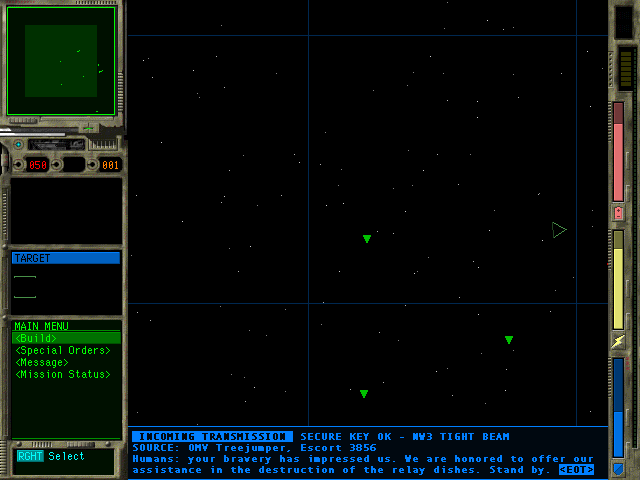 050
001
TARGET
MAIN MENU
<Build>
<Special Orders>
<Message>
<Mission Status>
RGHT Select
INCOMING TRANSMISSION SECURE KEY OK - NW3 TIGHT BEAM
SOURCE: OMV Treejumper, Escort 3856
Humans: your bravery has impressed us. We are honored to offer our
assistance in the destruction of the relay dishes. Stand by. <EOT>